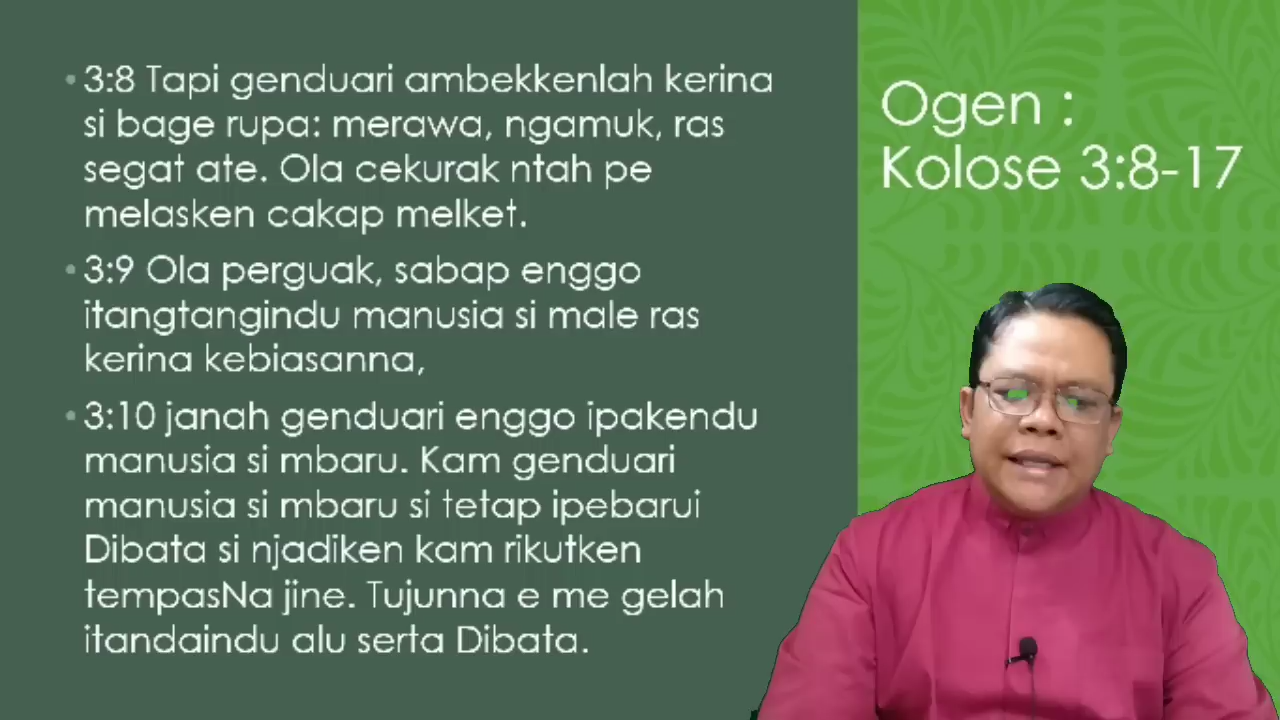 • 3:8 Tapi genduari ambekkenlah kerina
si bage rupa: merawa, ngamuk, ras
segat ate. Ola cekurak ntah pe
melasken cakap melket.
• 3:9 Ola perguak, sabap enggo
itangtangindu manusia si male ras
kerina kebiasanna,
• 3:10 janah genduari enggo ipakendu
manusia si mbaru. Kam genduari
manusia si mbaru si tetap ipebarui
Dibata si njadiken kam rikutken
tempasNa jine. Tujunna e me gelah
itandaindu alu serta Dibata.
Ogen :
Kolose 3:8-17